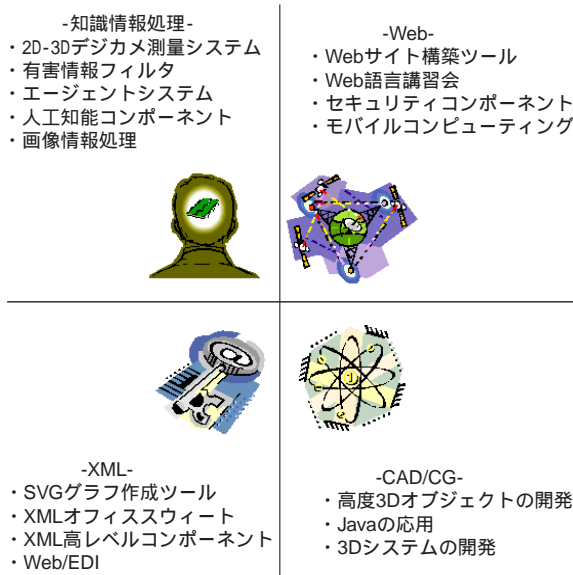 -知識情報処理-
・2D-3Dデジカメ測量システム
・有害情報フィルタ
・エージェントシステム
・人工知能コンポーネント
・画像情報処理
-Web-
・Webサイト構築ツール
・Web語言講習会
・セキュリティコンポーネント
・モバイルコンピューティング
@
1
-XML-
・SVGグラフ作成ツール
・XMLオフィススウィート
・XML高レベルコンポーネント
・Web/EDI
-CAD/CG-
・高度3Dオブジェクトの開発
・Javaの応用
・3Dシステムの開発